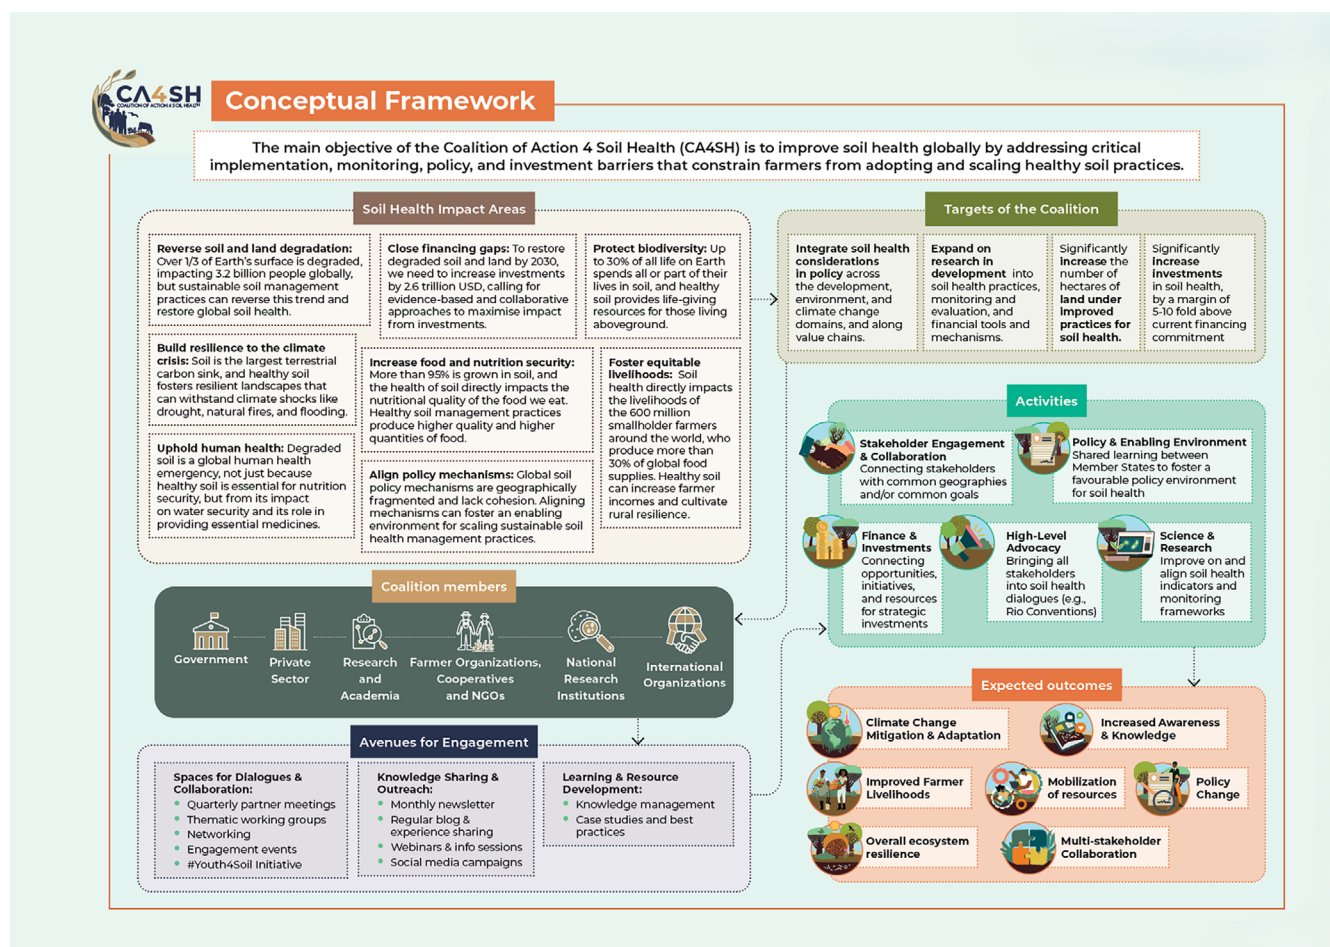 CA4SH
COALITION OF ACTION 4 SOIL HEALTH
Conceptual Framework
The main objective of the Coalition of Action 4 Soil Health (CA4SH) is to improve soil health globally by addressing critical
implementation, monitoring, policy, and investment barriers that constrain farmers from adopting and scaling healthy soil practices.
Soil Health Impact Areas
Reverse soil and land degradation:
Over 1/3 of Earth's surface is degraded,
impacting 3.2 billion people globally,
but sustainable soil management
practices can reverse this trend and
restore global soil health.
Close financing gaps: To restore
degraded soil and land by 2030,
we need to increase investments
by 2.6 trillion USD, calling for
evidence-based and collaborative
approaches to maximise impact
from investments.
Protect biodiversity: Up
to 30% of all life on Earth
spends all or part of their
lives in soil, and healthy
soil provides life-giving
resources for those living
aboveground.
Build resilience to the climate
crisis: Soil is the largest terrestrial
carbon sink, and healthy soil
fosters resilient landscapes that
can withstand climate shocks like
drought, natural fires, and flooding.
Increase food and nutrition security:
More than 95% is grown in soil, and
the health of soil directly impacts the
nutritional quality of the food we eat.
Healthy soil management practices
produce higher quality and higher
quantities of food.
Foster equitable
livelihoods: Soil
health directly impacts
the livelihoods of
the 600 million
smallholder farmers
around the world, who
produce more than
30% of global food
supplies. Healthy soil
can increase farmer
incomes and cultivate
rural resilience.
Uphold human health: Degraded
soil is a global human health
emergency, not just because
healthy soil is essential for nutrition
security, but from its impact
on water security and its role in
providing essential medicines.
Align policy mechanisms: Global soil
policy mechanisms are geographically
fragmented and lack cohesion. Aligning
mechanisms can foster an enabling
environment for scaling sustainable soil
health management practices.
Targets of the Coalition
Integrate soil health
considerations
in policy across
the development,
environment, and
climate change
domains, and along
value chains.
Expand on
research in
development into
soil health practices,
monitoring and
evaluation, and
financial tools and
mechanisms.
Significantly
increase the
number of
hectares of
land under
improved
practices for
soil health.
Significantly
increase
investments
in soil health,
by a margin of
5-10 fold above
current financing
commitment
Activities
Stakeholder Engagement
& Collaboration
Connecting stakeholders
with common geographies
and/or common goals
Policy & Enabling Environment
Shared learning between
Member States to foster a
favourable policy environment
for soil health
Finance &
Investments
Connecting
opportunities,
initiatives,
and resources
for strategic
investments
High-Level
Advocacy
Bringing all
stakeholders
into soil health
dialogues (e.g.,
Rio Conventions)
Science &
Research
Improve on and
align soil health
indicators and
monitoring
frameworks
Coalition members
Government
Private
Sector
Research
and
Academia
Farmer Organizations,
Cooperatives
and NGOs
National
Research
Institutions
International
Organizations
Avenues for Engagement
Spaces for Dialogues &
Collaboration:
• Quarterly partner meetings
• Thematic working groups
• Networking
• Engagement events
• #Youth4Soil Initiative
Knowledge Sharing &
Outreach:
• Monthly newsletter
• Regular blog &
experience sharing
• Webinars & info sessions
• Social media campaigns
Learning & Resource
Development:
• Knowledge management
• Case studies and best
practices
Expected outcomes
Climate Change
Mitigation & Adaptation
Increased Awareness
& Knowledge
Improved Farmer
Livelihoods
Mobilization
of resources
Policy
Change
Overall ecosystem
resilience
Multi-stakeholder
Collaboration